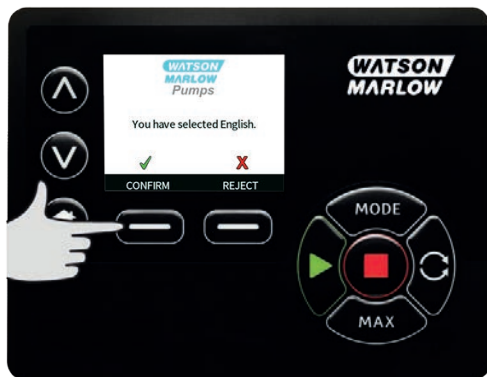 WATSON
MARLOW
Pumps
You have selected English.
CONFIRM
REJECT
WATSON
MARLOW
MODE
MAX